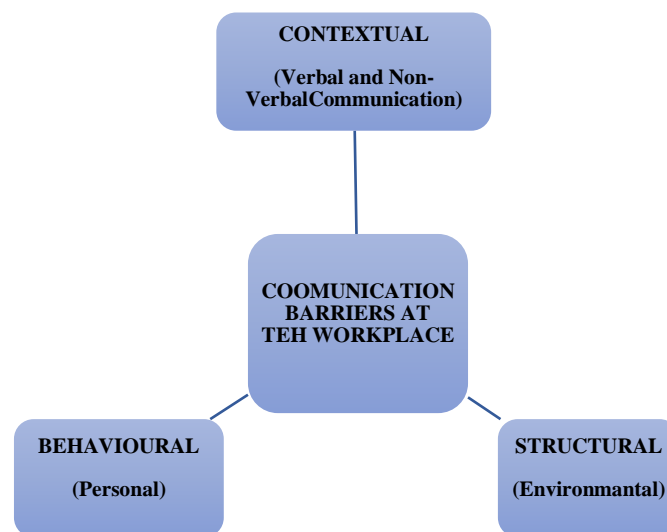 CONTEXTUAL
(Verbal and Non-
VerbalCommunication)
COOMUNICATION
BARRIERS AT
TEH WORKPLACE
BEHAVIOURAL
(Personal)
STRUCTURAL
(Environmantal)